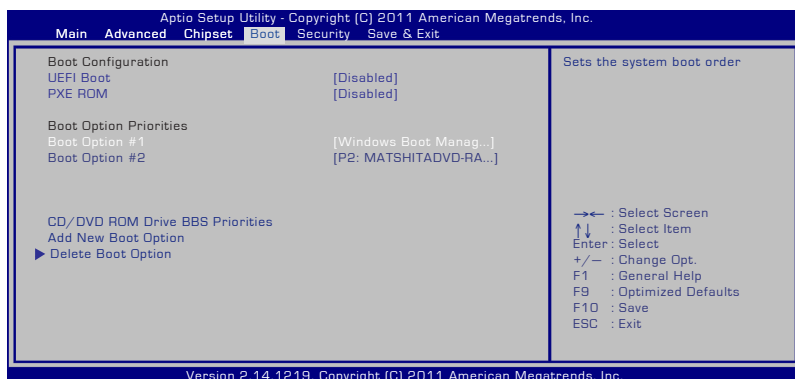 Aptio Setup Utility - Copyright (C) 2011 American Megatrends, Inc.
Main Advanced Chipset Boot Security Save & Exit
Boot Configuration
UEFI Boot [Disabled]
PXE ROM [Disabled]
Boot Option Priorities
Boot Option #1 [Windows Boot Manag...]
Boot Option #2 [P2: MATSHITADVD-RA...]
CD/DVD ROM Drive BBS Priorities
Add New Boot Option
▶ Delete Boot Option
Sets the system boot order
→← : Select Screen
↑↓ : Select Item
Enter : Select
+/— : Change Opt.
F1 : General Help
F9 : Optimized Defaults
F10 : Save
ESC : Exit
Version 2.14.1219. Copyright (C) 2011 American Megatrends, Inc.